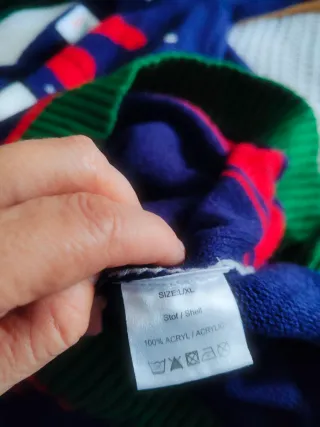 SIZE:L/XL
Stof / Shell
100% ACRYL / ACRYLIC